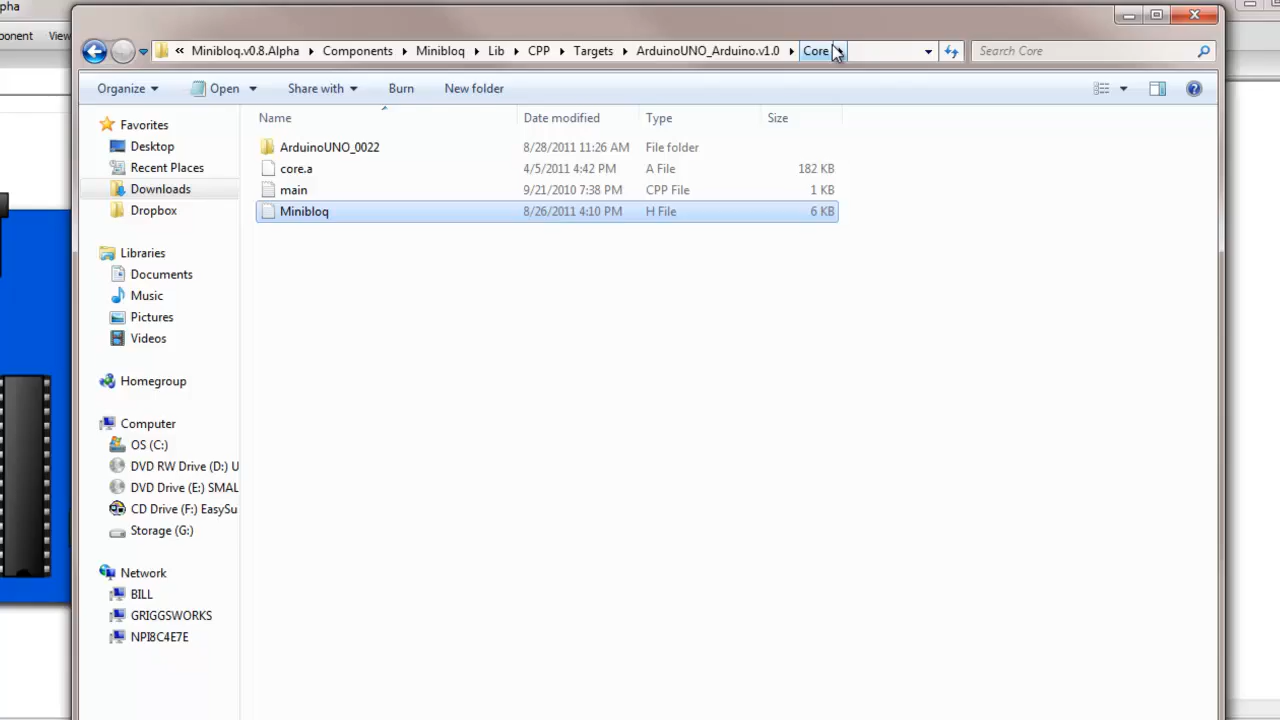 pha
ponent View
« Minibloq.v0.8.Alpha Components Minibloq Lib CPP Targets ArduinoUNO_Arduino.v1.0 Core Search Core
Organize Open Share with Burn New folder
Favorites
Desktop
Recent Places
Downloads
Dropbox
Libraries
Documents
Music
Pictures
Videos
Homegroup
Computer
OS (C:)
DVD RW Drive (D:) U
DVD Drive (E:) SMAL
CD Drive (F:) EasySu
Storage (G:)
Network
BILL
GRIGGSWORKS
NPI8C4E7E
Name Date modified Type Size
ArduinoUNO_0022 8/28/2011 11:26 AM File folder
core.a 4/5/2011 4:42 PM A File 182 KB
main 9/21/2010 7:38 PM CPP File 1 KB
Minibloq 8/26/2011 4:10 PM H File 6 KB